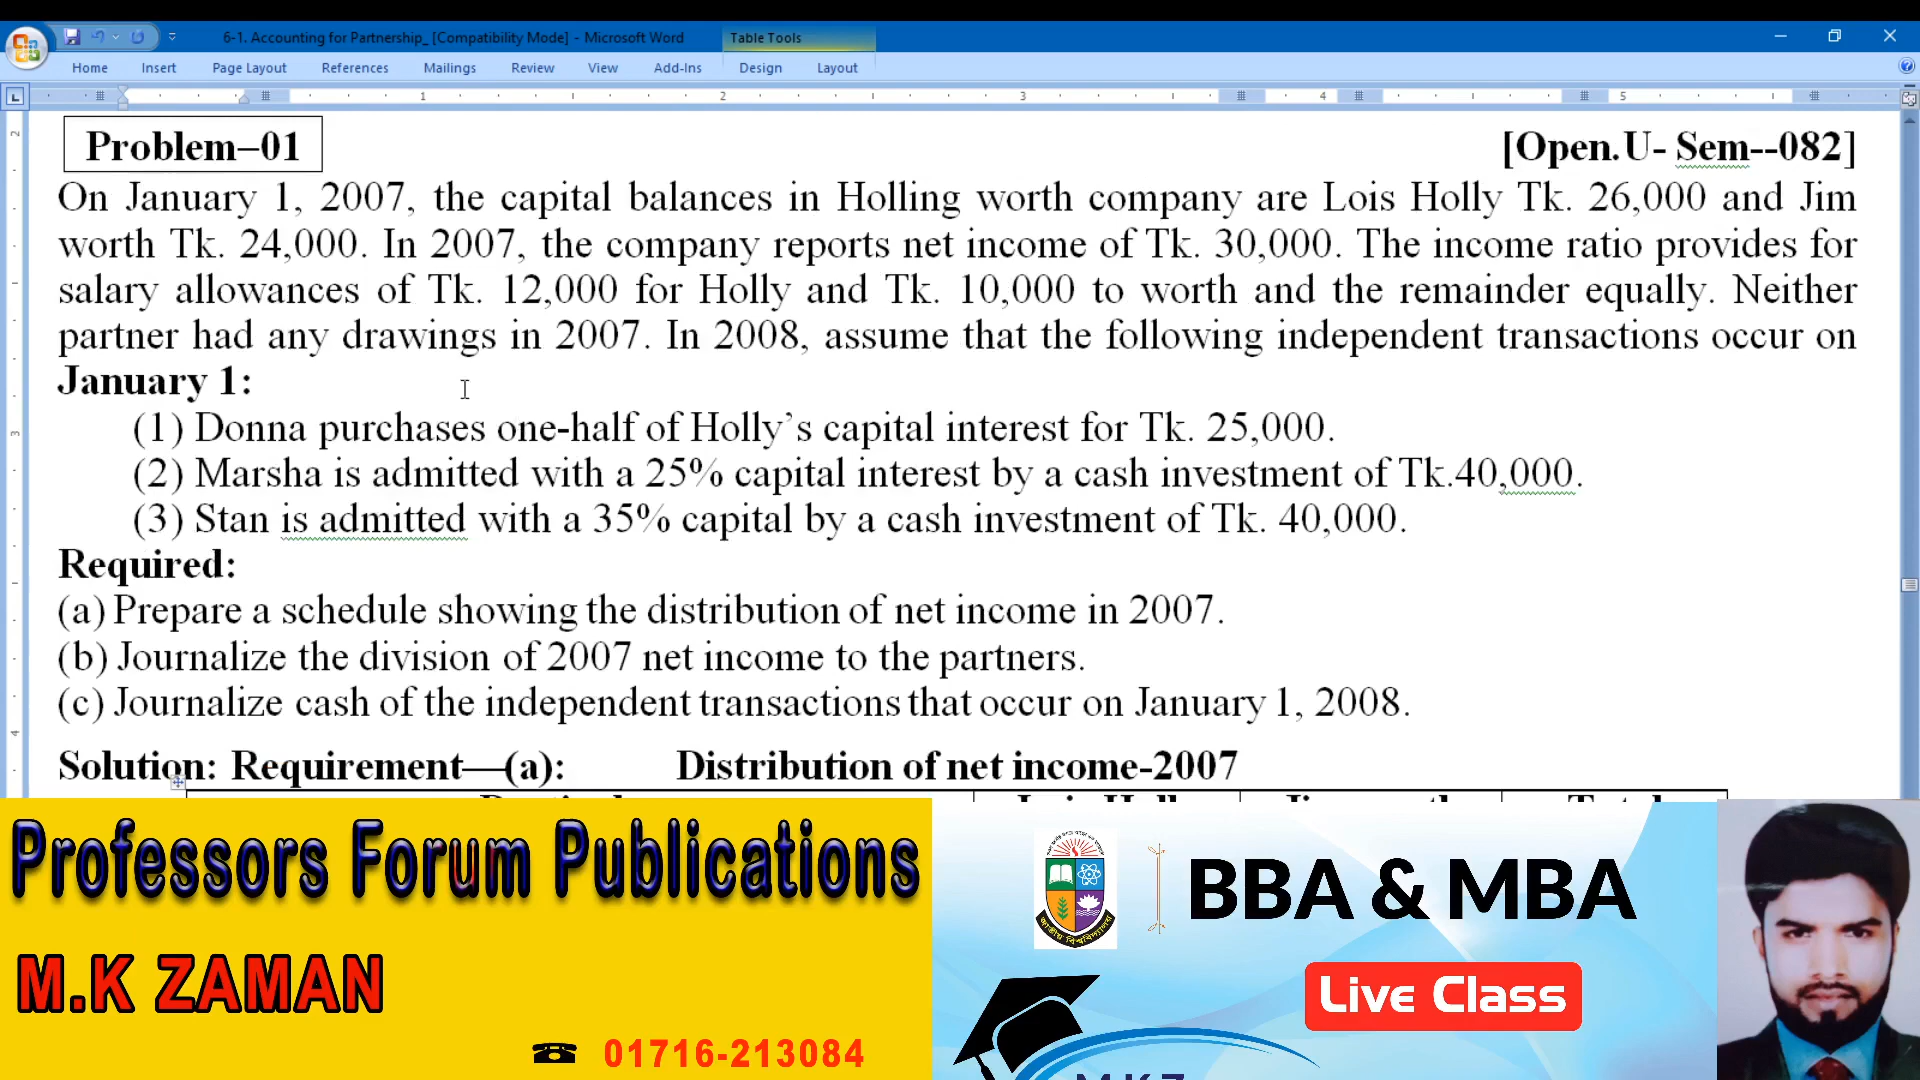 6-1. Accounting for Partnership_ [Compatibility Mode] - Microsoft Word
Table Tools
Home Insert Page Layout References Mailings Review View Add-Ins Design Layout
1 2 3 4 5
Problem–01 [Open.U- Sem--082]
On January 1, 2007, the capital balances in Holling worth company are Lois Holly Tk. 26,000 and Jim
worth Tk. 24,000. In 2007, the company reports net income of Tk. 30,000. The income ratio provides for
salary allowances of Tk. 12,000 for Holly and Tk. 10,000 to worth and the remainder equally. Neither
partner had any drawings in 2007. In 2008, assume that the following independent transactions occur on
January 1:
(1) Donna purchases one-half of Holly’s capital interest for Tk. 25,000.
(2) Marsha is admitted with a 25% capital interest by a cash investment of Tk.40,000.
(3) Stan is admitted with a 35% capital by a cash investment of Tk. 40,000.
Required:
(a) Prepare a schedule showing the distribution of net income in 2007.
(b) Journalize the division of 2007 net income to the partners.
(c) Journalize cash of the independent transactions that occur on January 1, 2008.
Solution: Requirement—(a): Distribution of net income-2007
Professors Forum Publications
M.K ZAMAN
☎ 01716-213084
BBA & MBA
Live Class